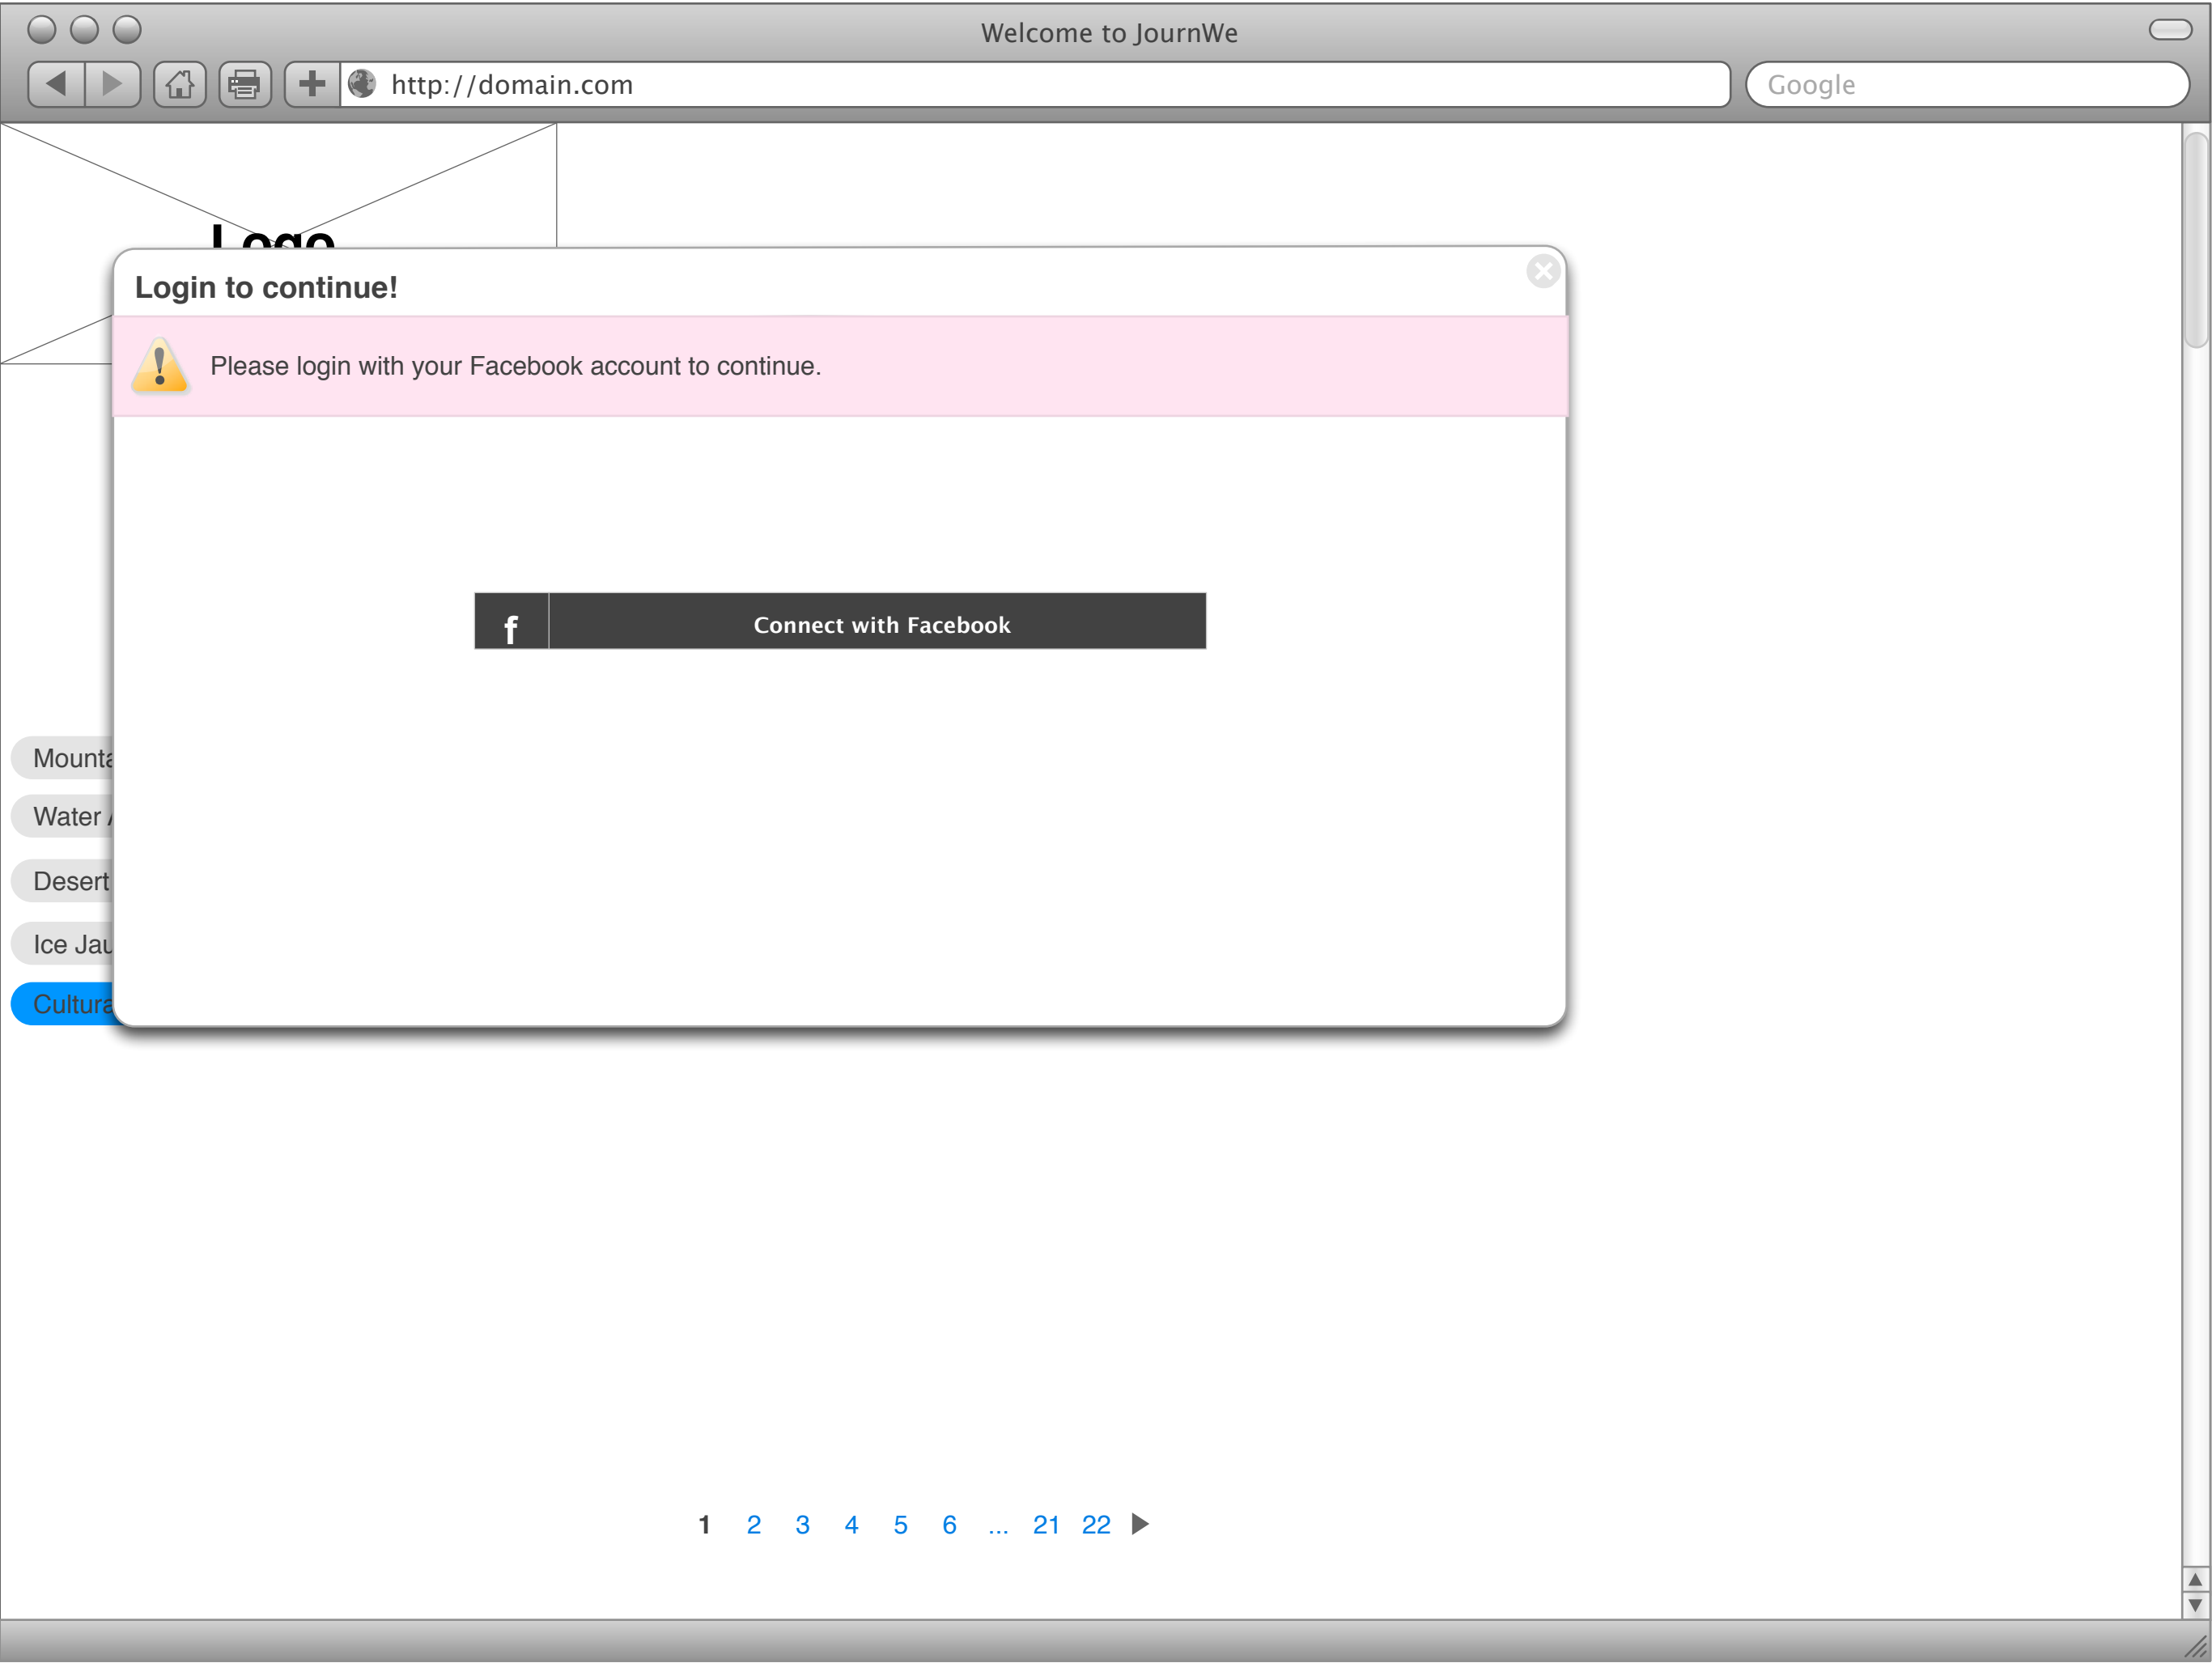 Welcome to JournWe
http://domain.com
Google
Logo
Login to continue!
Please login with your Facebook account to continue.
f
Connect with Facebook
Mounta
Water
Desert
Ice Jau
Cultura
1 2 3 4 5 6 ... 21 22